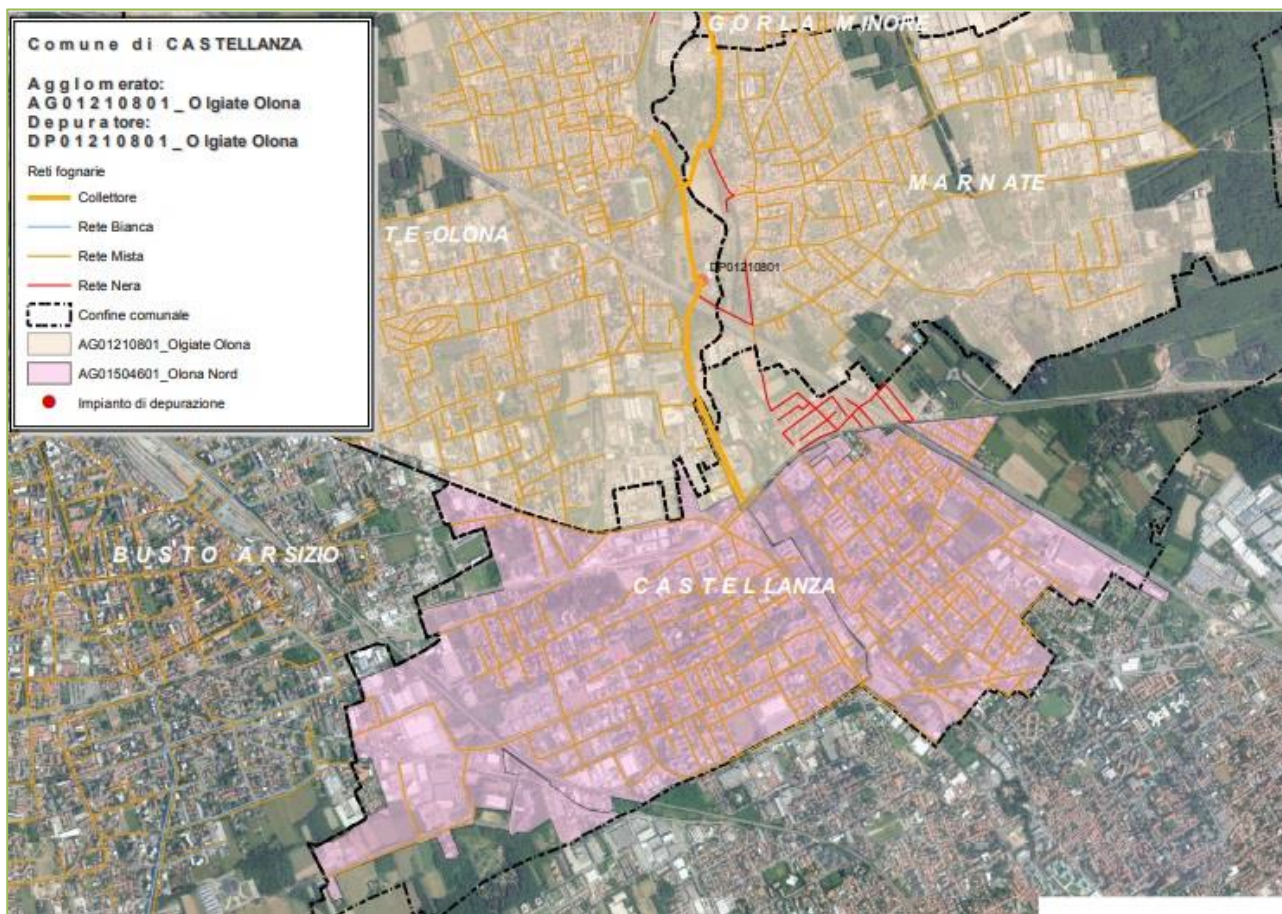 Comune di CASTELLANZA
Agglomerato:
AG01210801_Olgiate Olona
Depuratore:
DP01210801_Olgiate Olona
Reti fognarie
Collettore
Rete Bianca
Rete Mista
Rete Nera
Confine comunale
AG01210801_Olgiate Olona
AG01504601_Olona Nord
Impianto di depurazione
GORLA MINORE
MARNATE
TE OLONA
DP01210801
BUSTO ARSIZIO
CASTELLANZA